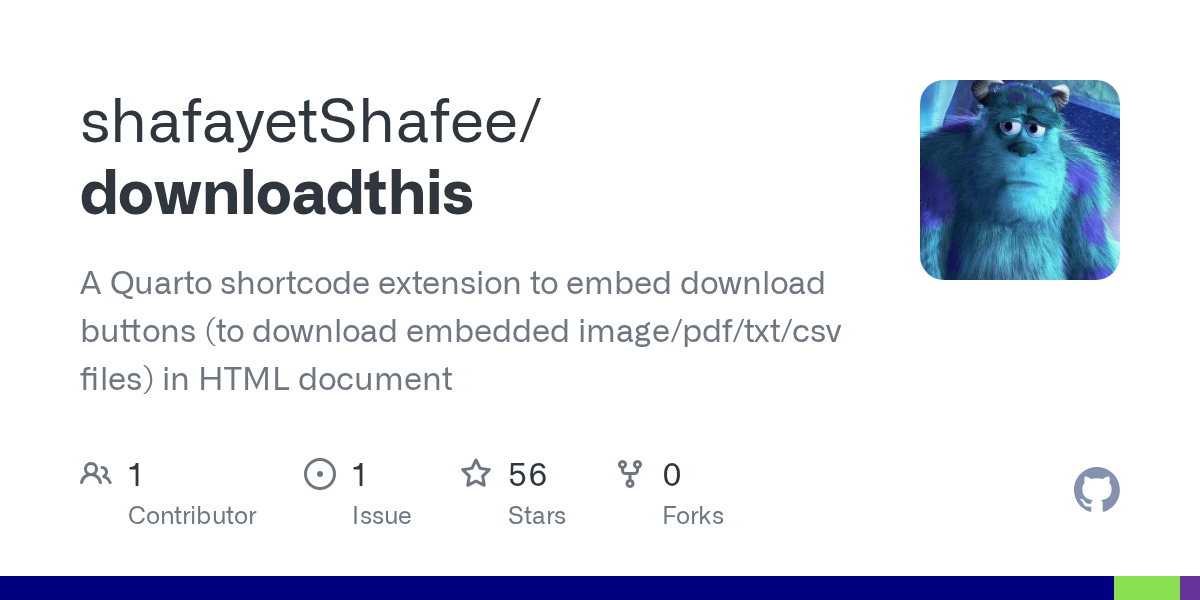 shafayetShafee/
downloadthis
A Quarto shortcode extension to embed download
buttons (to download embedded image/pdf/txt/csv
files) in HTML document
1 1 56 0
Contributor Issue Stars Forks